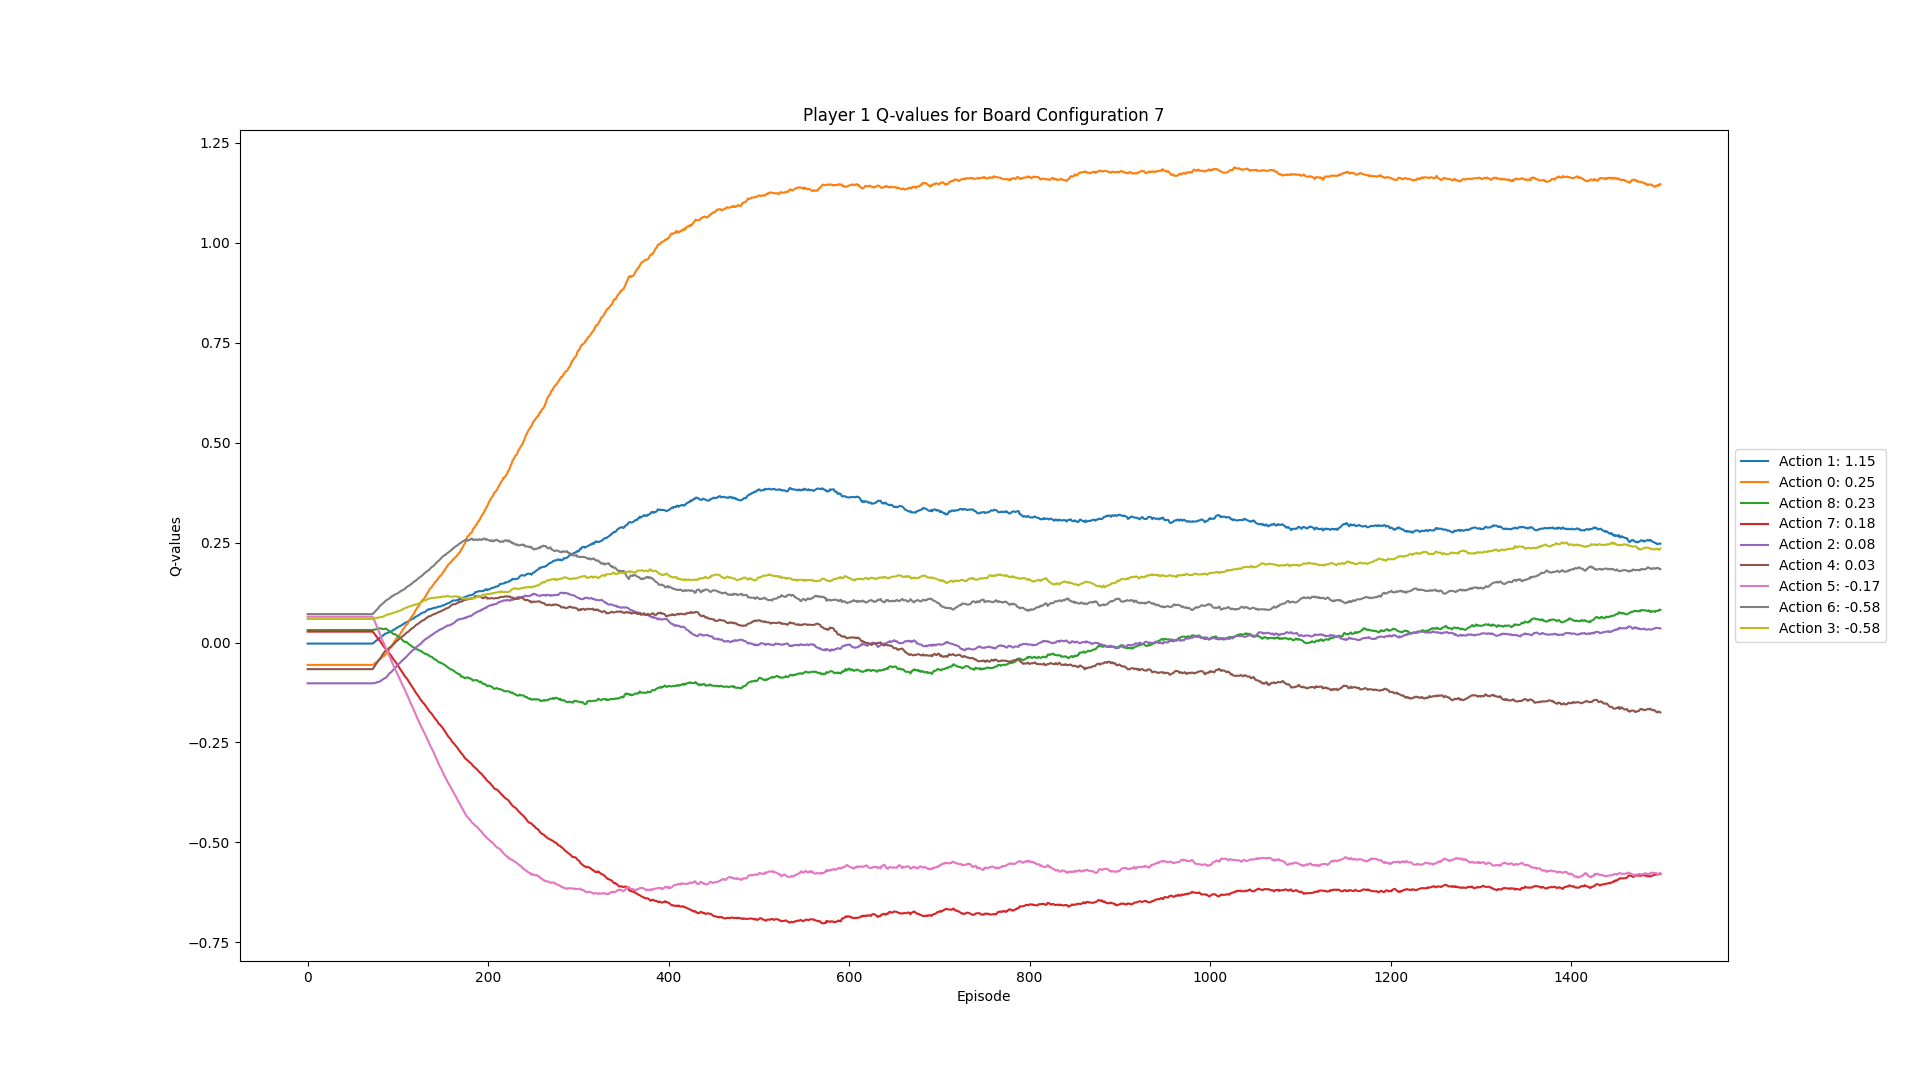 Player 1 Q-values for Board Configuration 7
1.25
1.00
0.75
0.50
0.25
0.00
−0.25
−0.50
−0.75
Q-values
0 200 400 600 800 1000 1200 1400
Episode
Action 1: 1.15
Action 0: 0.25
Action 8: 0.23
Action 7: 0.18
Action 2: 0.08
Action 4: 0.03
Action 5: -0.17
Action 6: -0.58
Action 3: -0.58